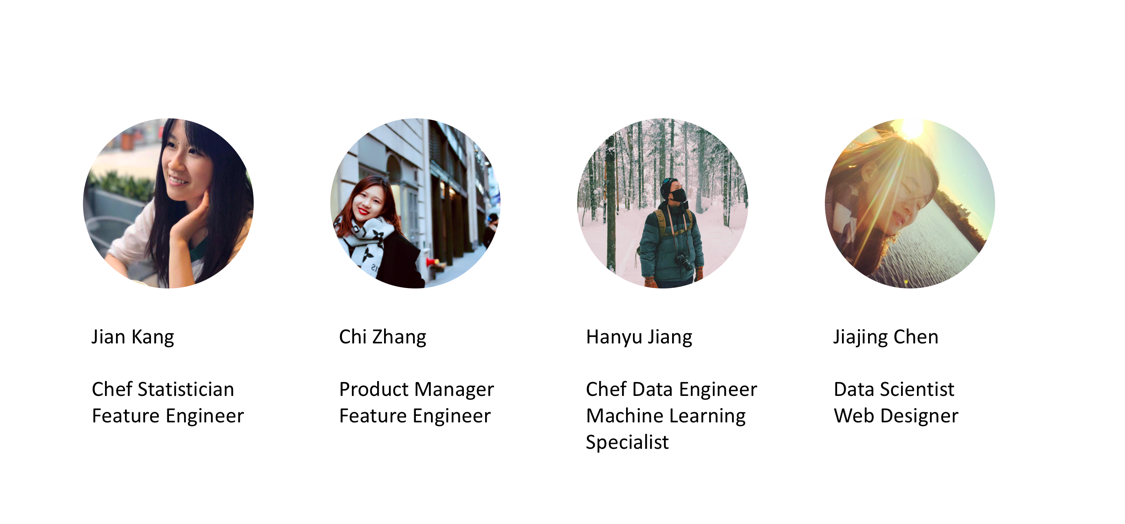 Jian Kang
Chef Statistician
Feature Engineer
Chi Zhang
Product Manager
Feature Engineer
Hanyu Jiang
Chef Data Engineer
Machine Learning
Specialist
Jiajing Chen
Data Scientist
Web Designer